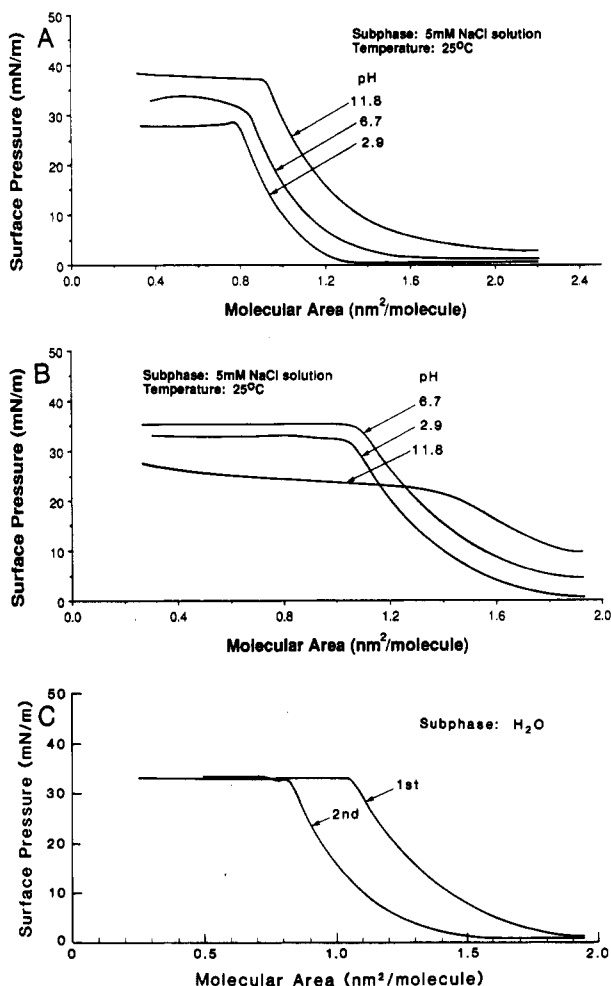 A
Surface Pressure (mN/m)
50
40
30
20
10
0
Subphase: 5mM NaCl solution
Temperature: 25°C
pH
11.8
6.7
2.9
0.0 0.4 0.8 1.2 1.6 2.0 2.4
Molecular Area (nm²/molecule)
B
Surface Pressure (mN/m)
50
40
30
20
10
0
Subphase: 5mM NaCl solution
Temperature: 25°C
pH
6.7
2.9
11.8
0.0 0.4 0.8 1.2 1.6 2.0
Molecular Area (nm²/molecule)
C
Surface Pressure (mN/m)
50
40
30
20
10
0
Subphase: H₂O
1st
2nd
0 0.5 1.0 1.5 2.0
Molecular Area (nm²/molecule)